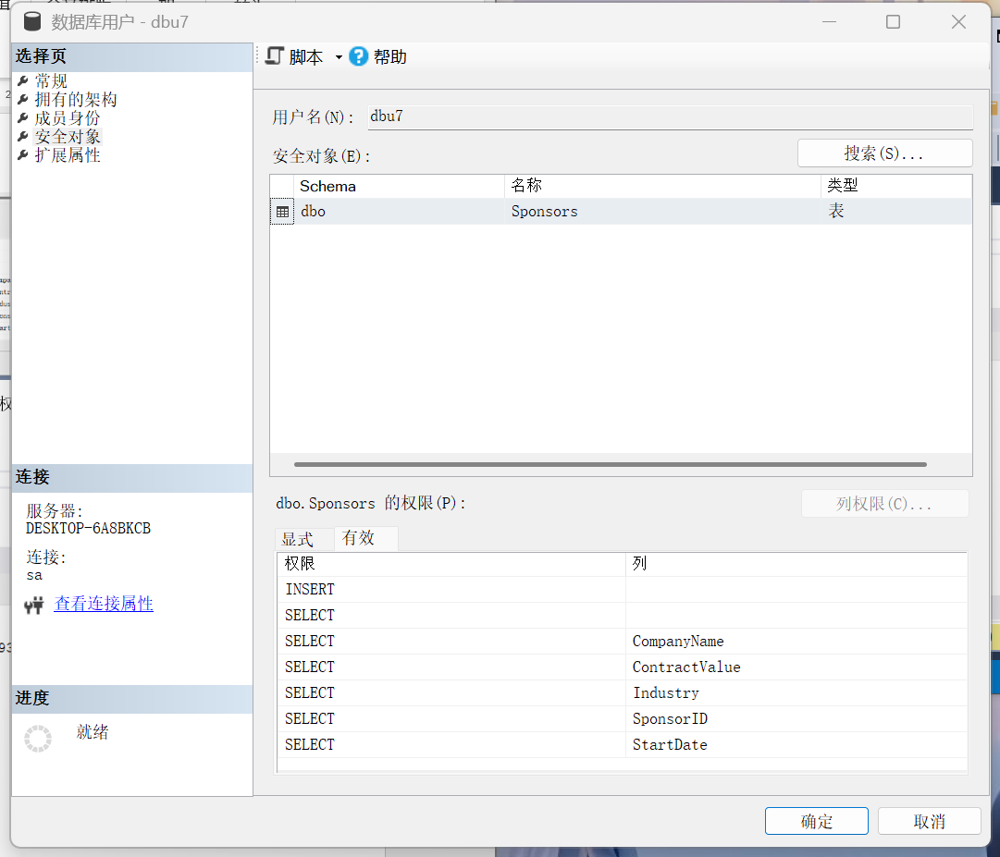 数据库用户 - dbu7
选择页
常规
拥有的架构
成员身份
安全对象
扩展属性
脚本
帮助
用户名(N):
dbu7
安全对象(E):
搜索(S)...
Schema 名称 类型
dbo Sponsors 表
dbo.Sponsors 的权限(P):
列权限(C)...
显式 有效
权限 列
INSERT
SELECT
SELECT CompanyName
SELECT ContractValue
SELECT Industry
SELECT SponsorID
SELECT StartDate
连接
服务器:
DESKTOP-6A8BKCB
连接:
sa
查看连接属性
进度
就绪
确定 取消